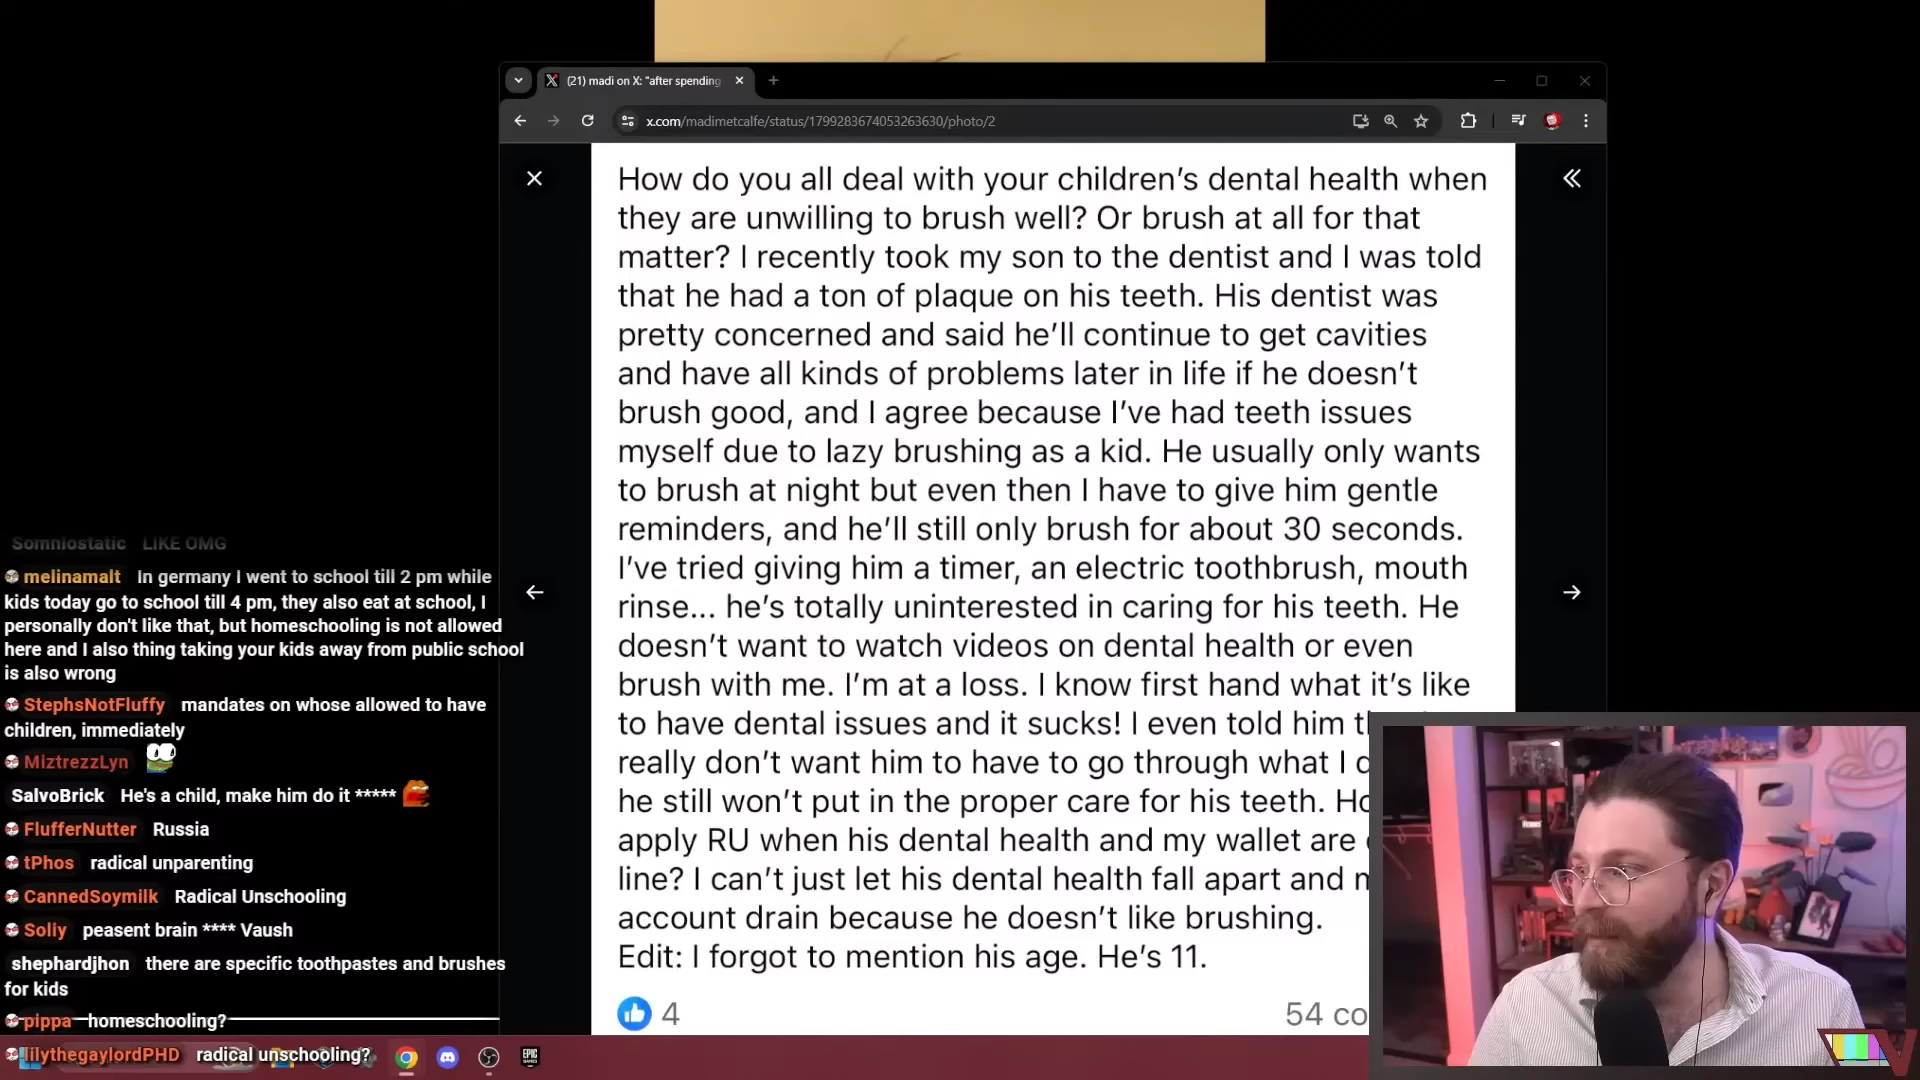 (21) madi on X: "after spending
x.com/madimetcalfe/status/1799283674053263630/photo/2
How do you all deal with your children's dental health when
they are unwilling to brush well? Or brush at all for that
matter? I recently took my son to the dentist and I was told
that he had a ton of plaque on his teeth. His dentist was
pretty concerned and said he'll continue to get cavities
and have all kinds of problems later in life if he doesn't
brush good, and I agree because I've had teeth issues
myself due to lazy brushing as a kid. He usually only wants
to brush at night but even then I have to give him gentle
reminders, and he'll still only brush for about 30 seconds.
I've tried giving him a timer, an electric toothbrush, mouth
rinse... he's totally uninterested in caring for his teeth. He
doesn't want to watch videos on dental health or even
brush with me. I'm at a loss. I know first hand what it's like
to have dental issues and it sucks! I even told him
really don't want him to have to go through what I
he still won't put in the proper care for his teeth.
apply RU when his dental health and my wallet are
line? I can't just let his dental health fall apart and
account drain because he doesn't like brushing.
Edit: I forgot to mention his age. He's 11.
4
54
Somniostatic LIKE OMG
melinamalt In germany I went to school till 2 pm while
kids today go to school till 4 pm, they also eat at school, I
personally don't like that, but homeschooling is not allowed
here and I also thing taking your kids away from public school
is also wrong
StephsNotFluffy mandates on whose allowed to have
children, immediately
MiztrezzLyn
SalvoBrick He's a child, make him do it *****
FlufferNutter Russia
tPhos radical unparenting
CannedSoymilk Radical Unschooling
Solly peasent brain **** Vaush
shephardjhon there are specific toothpastes and brushes
for kids
pippa homeschooling?
lilythegaylordPHD radical unschooling?
EPIC
GAMES
V